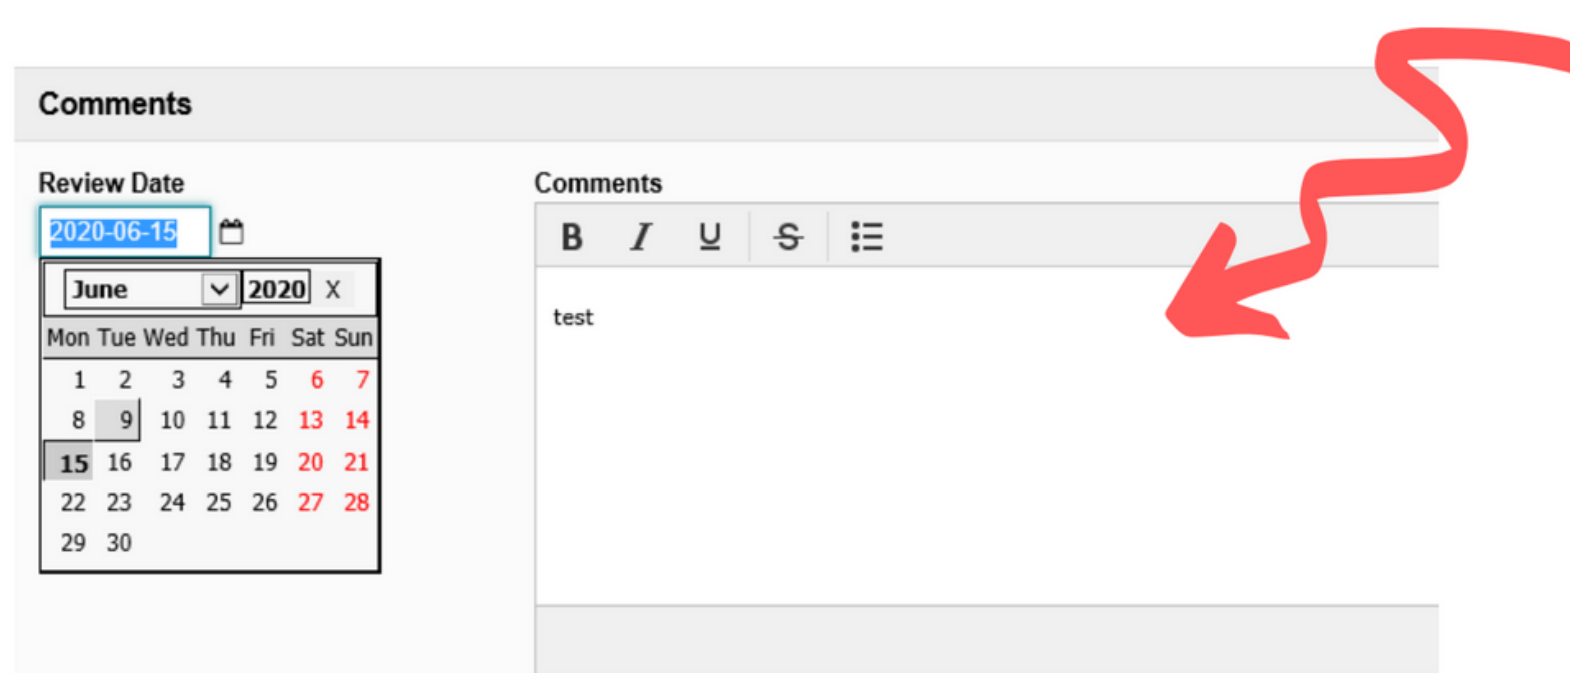 Comments
Review Date
2020-06-15
June 2020 X
Mon Tue Wed Thu Fri Sat Sun
1 2 3 4 5 6 7
8 9 10 11 12 13 14
15 16 17 18 19 20 21
22 23 24 25 26 27 28
29 30
Comments
B I U S
test